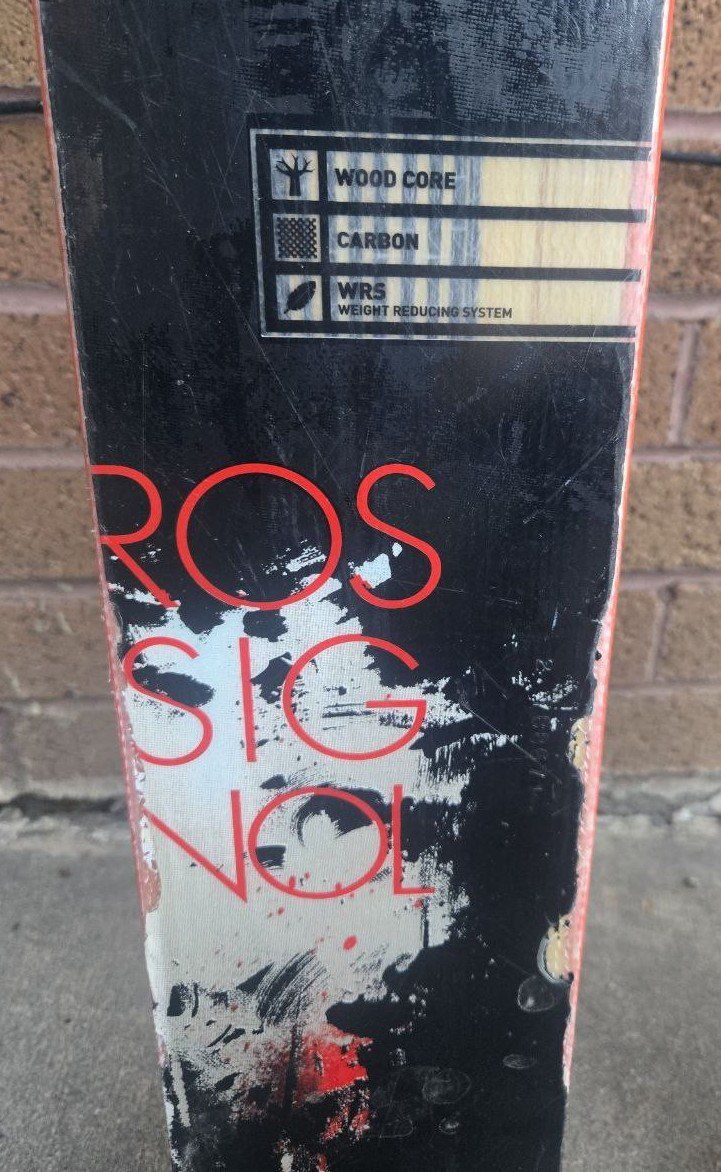 WOOD CORE
CARBON
WRS
WEIGHT REDUCING SYSTEM
ROS
SIG
NOL